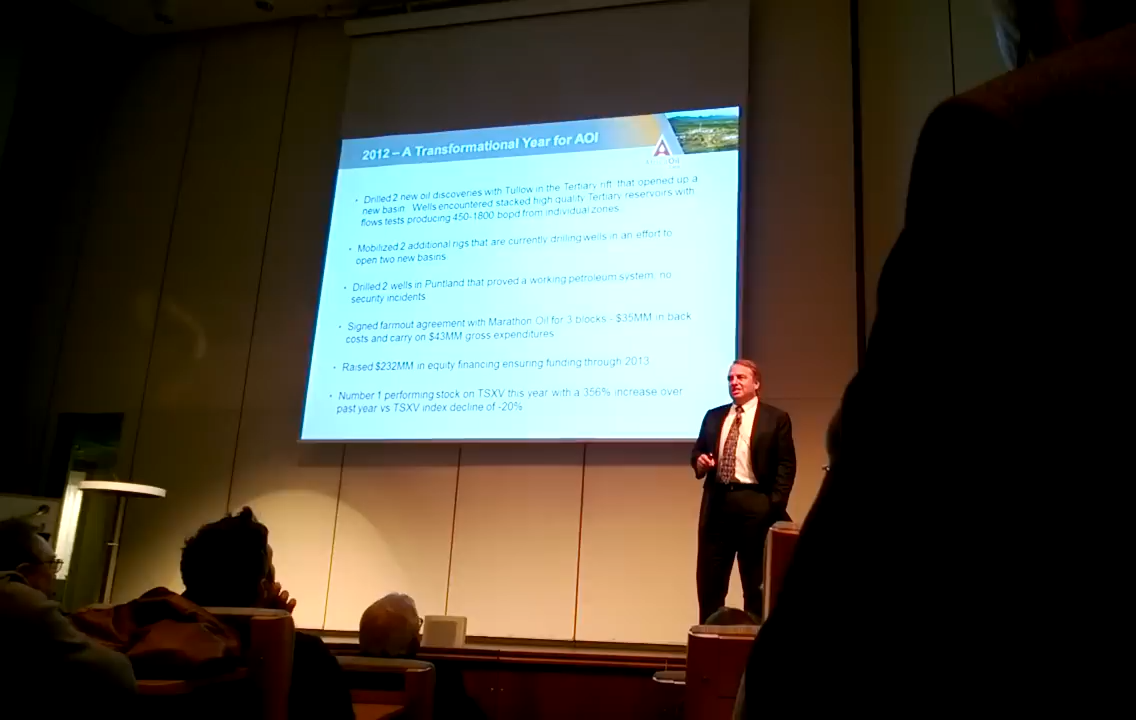 2012 – A Transformational Year for AOI
• Drilled 2 new oil discoveries with Tullow in the Tertiary rift that opened up a
new basin. Wells encountered stacked high quality Tertiary reservoirs with
flows tests producing 450-1800 bopd from individual zones
• Mobilized 2 additional rigs that are currently drilling wells in an effort to
open two new basins
• Drilled 2 wells in Puntland that proved a working petroleum system, no
security incidents
• Signed farmout agreement with Marathon Oil for 3 blocks - $35MM in back
costs and carry on $43MM gross expenditures
• Raised $232MM in equity financing ensuring funding through 2013
• Number 1 performing stock on TSXV this year with a 356% increase over
past year vs TSXV index decline of -20%